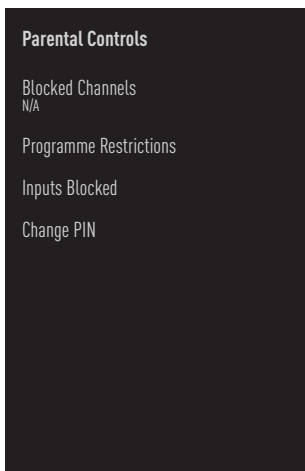 Parental Controls
Blocked Channels
N/A
Programme Restrictions
Inputs Blocked
Change PIN